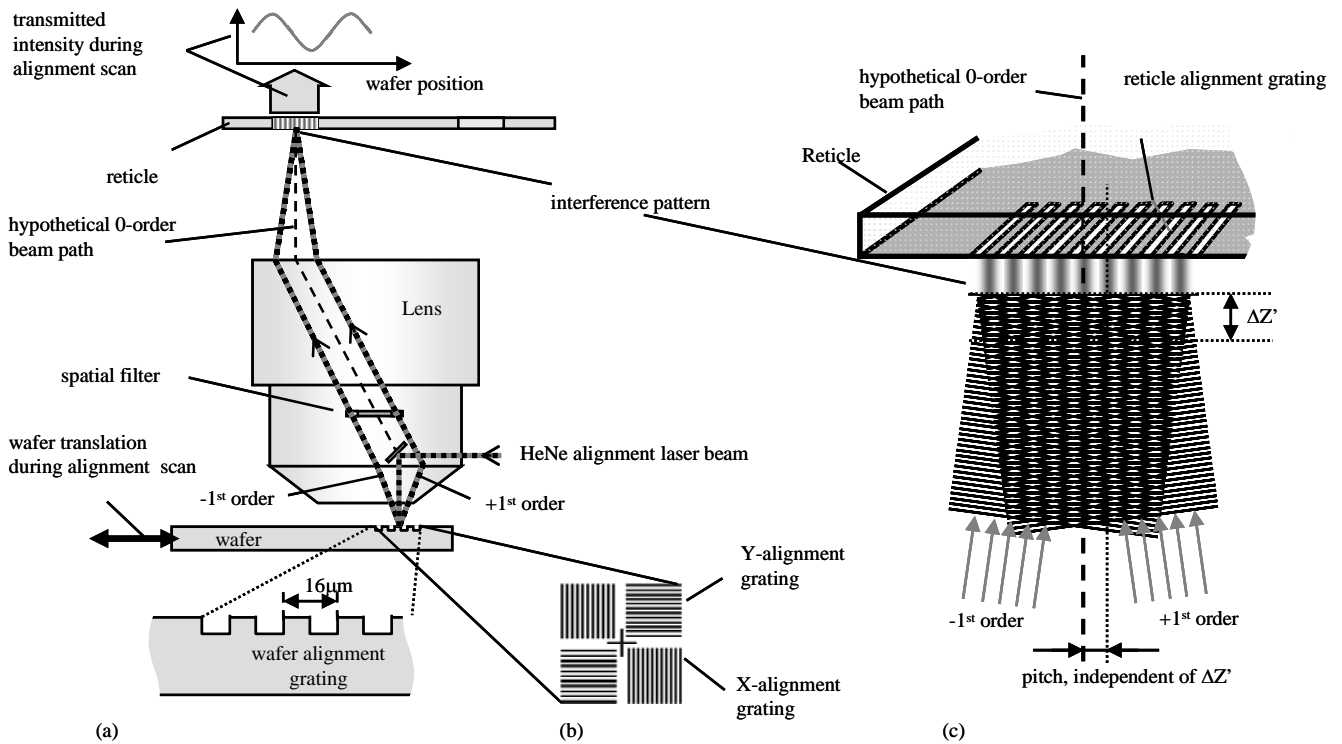 transmitted
intensity during
alignment scan
wafer position
reticle
hypothetical 0-order
beam path
interference pattern
Lens
spatial filter
wafer translation
during alignment scan
HeNe alignment laser beam
-1st order
+1st order
wafer
16μm
wafer alignment
grating
Y-alignment
grating
X-alignment
grating
(a)
(b)
hypothetical 0-order
beam path
reticle alignment grating
Reticle
ΔZ’
-1st order
+1st order
pitch, independent of ΔZ’
(c)